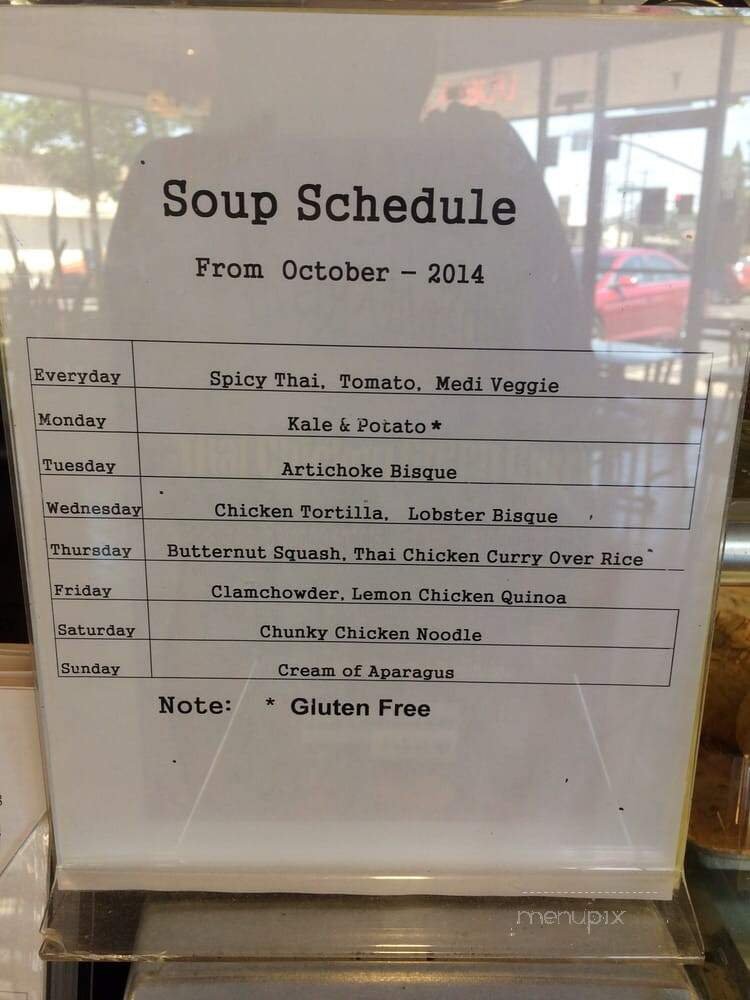 Soup Schedule
From October - 2014
Everyday Spicy Thai, Tomato, Medi Veggie
Monday Kale & Potato *
Tuesday Artichoke Bisque
Wednesday Chicken Tortilla, Lobster Bisque
Thursday Butternut Squash, Thai Chicken Curry Over Rice
Friday Clamchowder, Lemon Chicken Quinoa
Saturday Chunky Chicken Noodle
Sunday Cream of Aparagus
Note: * Gluten Free
menupix